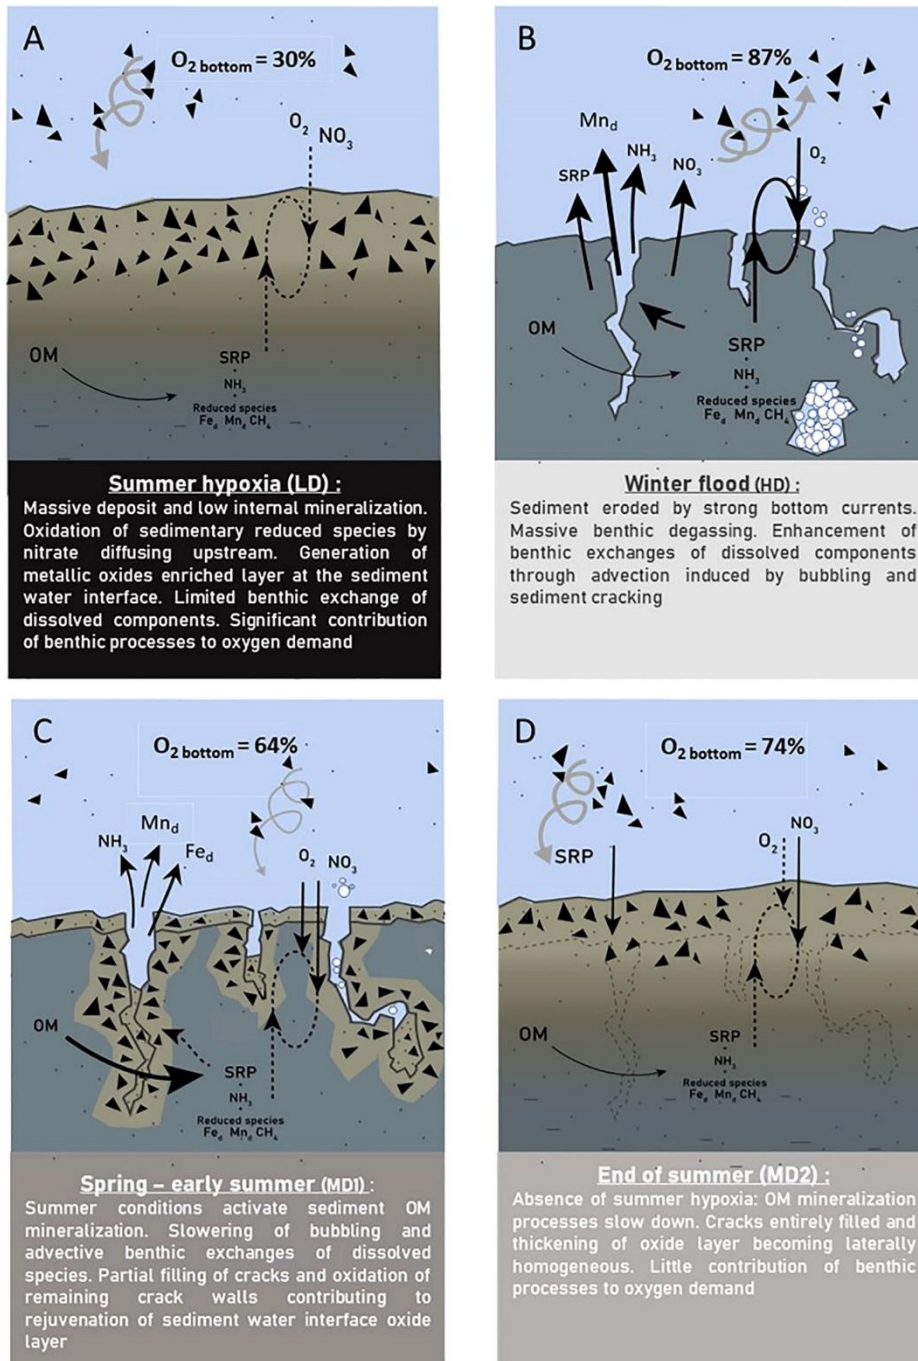 A
O2 bottom = 30%
O2
NO3
OM
SRP
NH3
Reduced species
Fed Mnd CH4
Summer hypoxia (LD) :
Massive deposit and low internal mineralization.
Oxidation of sedimentary reduced species by
nitrate diffusing upstream. Generation of
metallic oxides enriched layer at the sediment
water interface. Limited benthic exchange of
dissolved components. Significant contribution
of benthic processes to oxygen demand
B
O2 bottom = 87%
Mnd
NH3
SRP
NO3
O2
OM
SRP
NH3
Reduced species
Fed Mnd CH4
Winter flood (HD) :
Sediment eroded by strong bottom currents.
Massive benthic degassing. Enhancement of
benthic exchanges of dissolved components
through advection induced by bubbling and
sediment cracking
C
O2 bottom = 64%
Mnd
NH3
Fed
O2
NO3
OM
SRP
NH3
Reduced species
Fed Mnd CH4
Spring – early summer (MD1) :
Summer conditions activate sediment OM
mineralization. Slowering of bubbling and
advective benthic exchanges of dissolved
species. Partial filling of cracks and oxidation of
remaining crack walls contributing to
rejuvenation of sediment water interface oxide
layer
D
O2 bottom = 74%
SRP
O2
NO3
OM
SRP
NH3
Reduced species
Fed Mnd CH4
End of summer (MD2) :
Absence of summer hypoxia: OM mineralization
processes slow down. Cracks entirely filled and
thickening of oxide layer becoming laterally
homogeneous. Little contribution of benthic
processes to oxygen demand